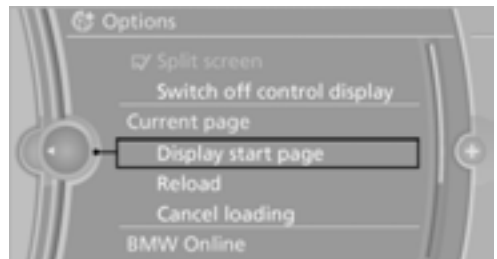 Options
Split screen
Switch off control display
Current page
Display start page
Reload
Cancel loading
BMW Online